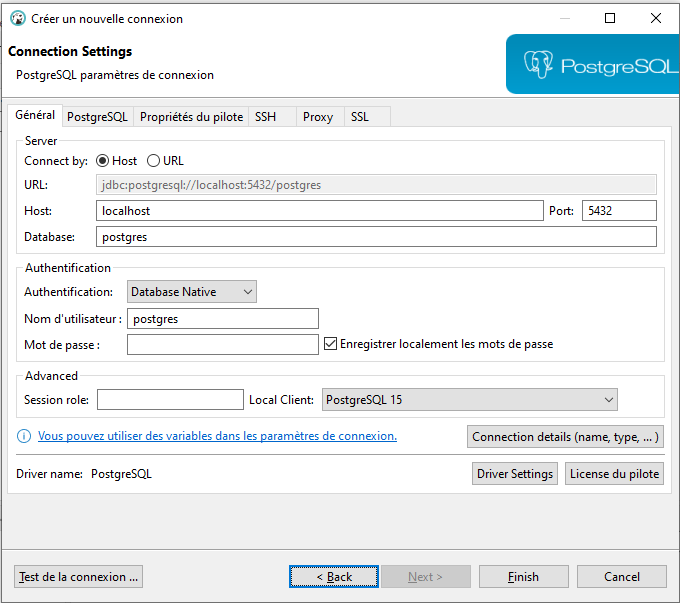 Créer un nouvelle connexion
Connection Settings
PostgreSQL paramètres de connexion
PostgreSQL
Général PostgreSQL Propriétés du pilote SSH Proxy SSL
Server
Connect by: Host URL
URL: jdbc:postgresql://localhost:5432/postgres
Host: localhost Port: 5432
Database: postgres
Authentification
Authentification: Database Native
Nom d'utilisateur : postgres
Mot de passe : Enregistrer localement les mots de passe
Advanced
Session role: Local Client: PostgreSQL 15
Vous pouvez utiliser des variables dans les paramètres de connexion. Connection details (name, type, ... )
Driver name: PostgreSQL Driver Settings License du pilote
Test de la connexion ... < Back Next > Finish Cancel